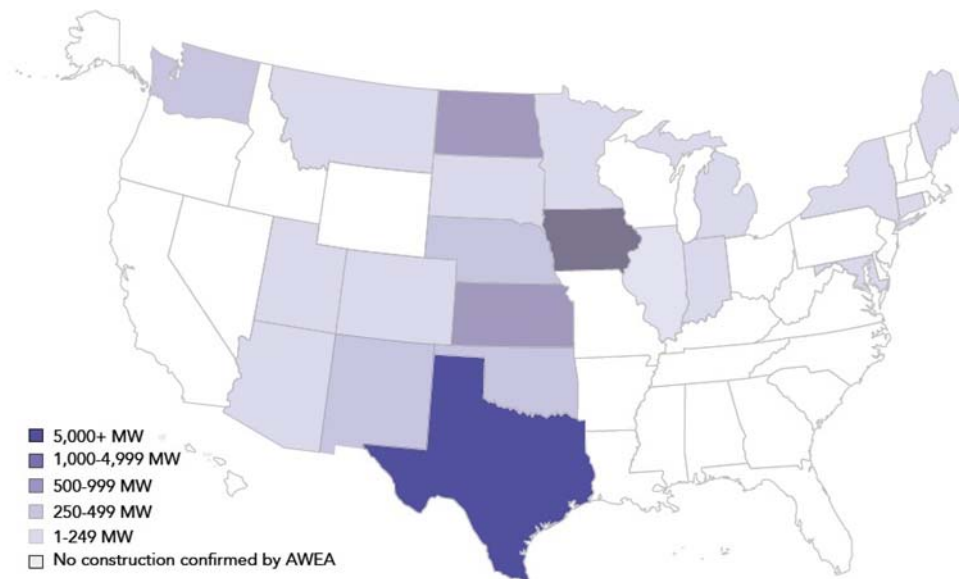 5,000+ MW
1,000-4,999 MW
500-999 MW
250-499 MW
1-249 MW
No construction confirmed by AWEA